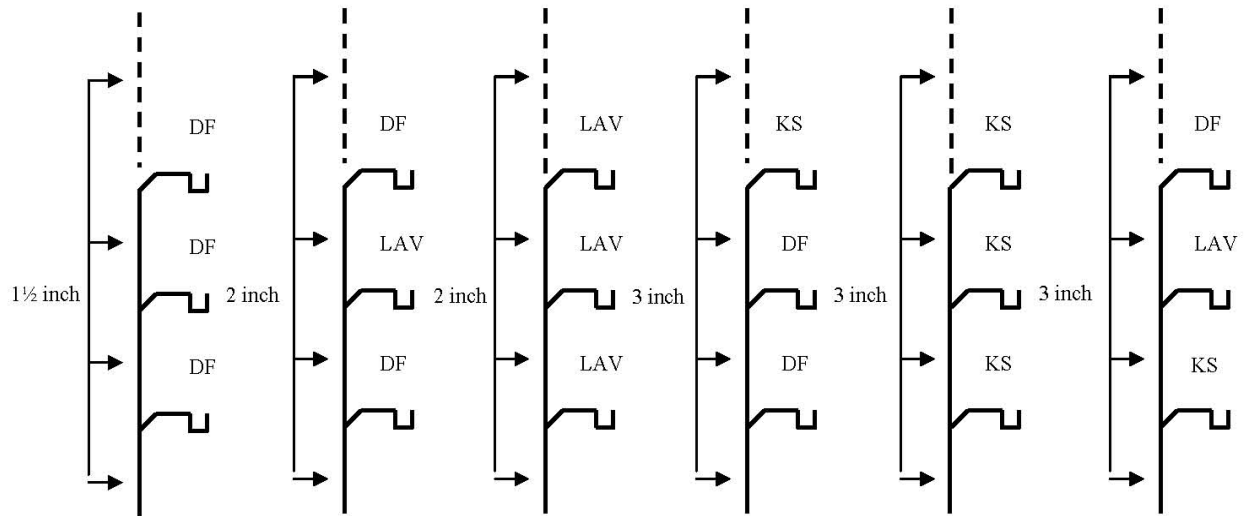 DF DF LAV KS KS DF
DF LAV LAV DF KS LAV
1½ inch 2 inch 2 inch 3 inch 3 inch 3 inch
DF DF LAV DF KS KS